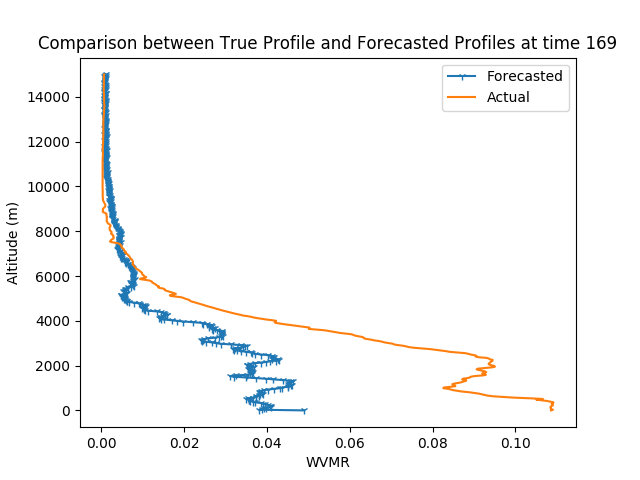 Comparison between True Profile and Forecasted Profiles at time 169
Forecasted
Actual
14000
12000
10000
8000
6000
4000
2000
0
Altitude (m)
0.00 0.02 0.04 0.06 0.08 0.10
WVMR